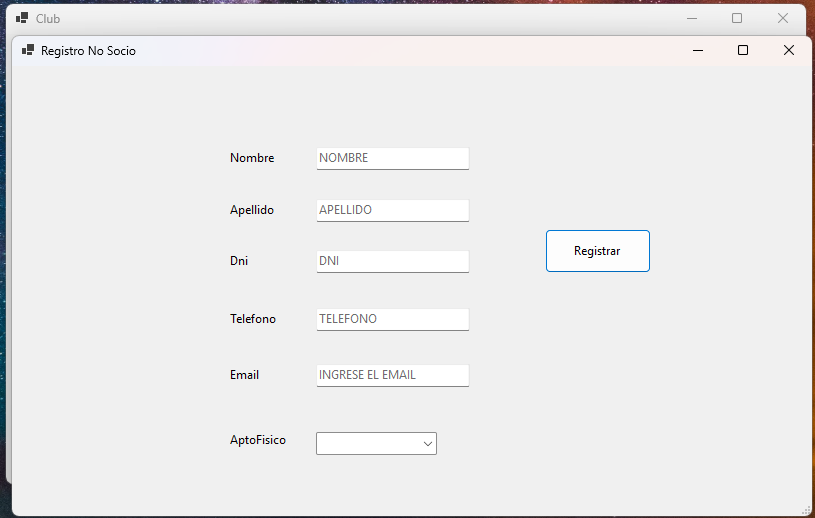 Club
Registro No Socio
Nombre NOMBRE
Apellido APELLIDO
Registrar
Dni DNI
Telefono TELEFONO
Email INGRESE EL EMAIL
AptoFisico